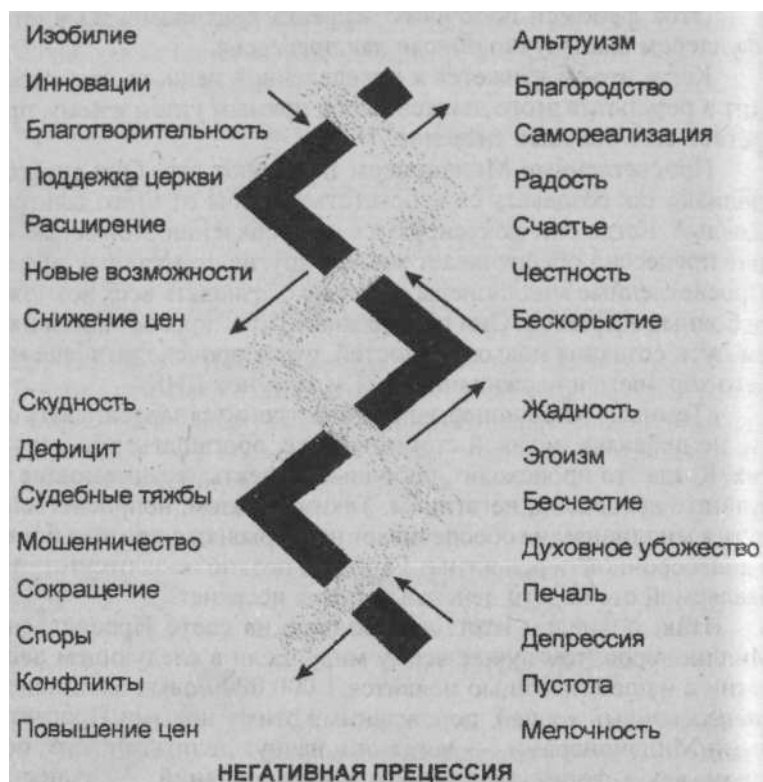 Изобилие
Инновации
Благотворительность
Поддежка церкви
Расширение
Новые возможности
Снижение цен
Скудность
Дефицит
Судебные тяжбы
Мошенничество
Сокращение
Споры
Конфликты
Повышение цен
Альтруизм
Благородство
Самореализация
Радость
Счастье
Честность
Бескорыстие
Жадность
Эгоизм
Бесчестие
Духовное убожество
Печаль
Депрессия
Пустота
Мелочность
НЕГАТИВНАЯ ПРЕЦЕССИЯ